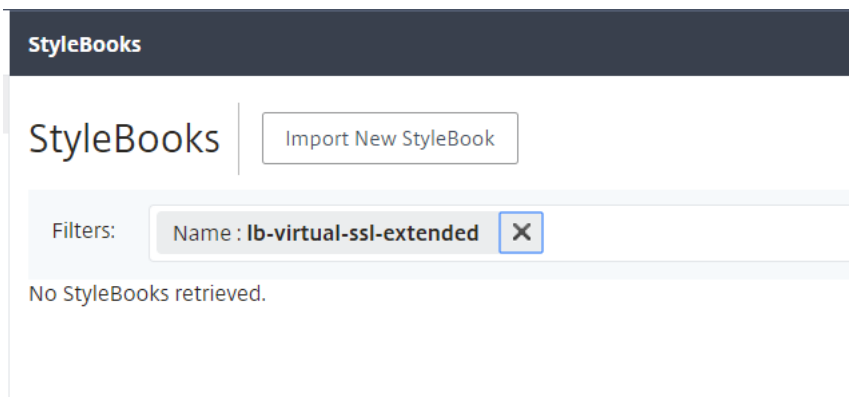 StyleBooks
StyleBooks Import New StyleBook
Filters: Name : lb-virtual-ssl-extended
No StyleBooks retrieved.